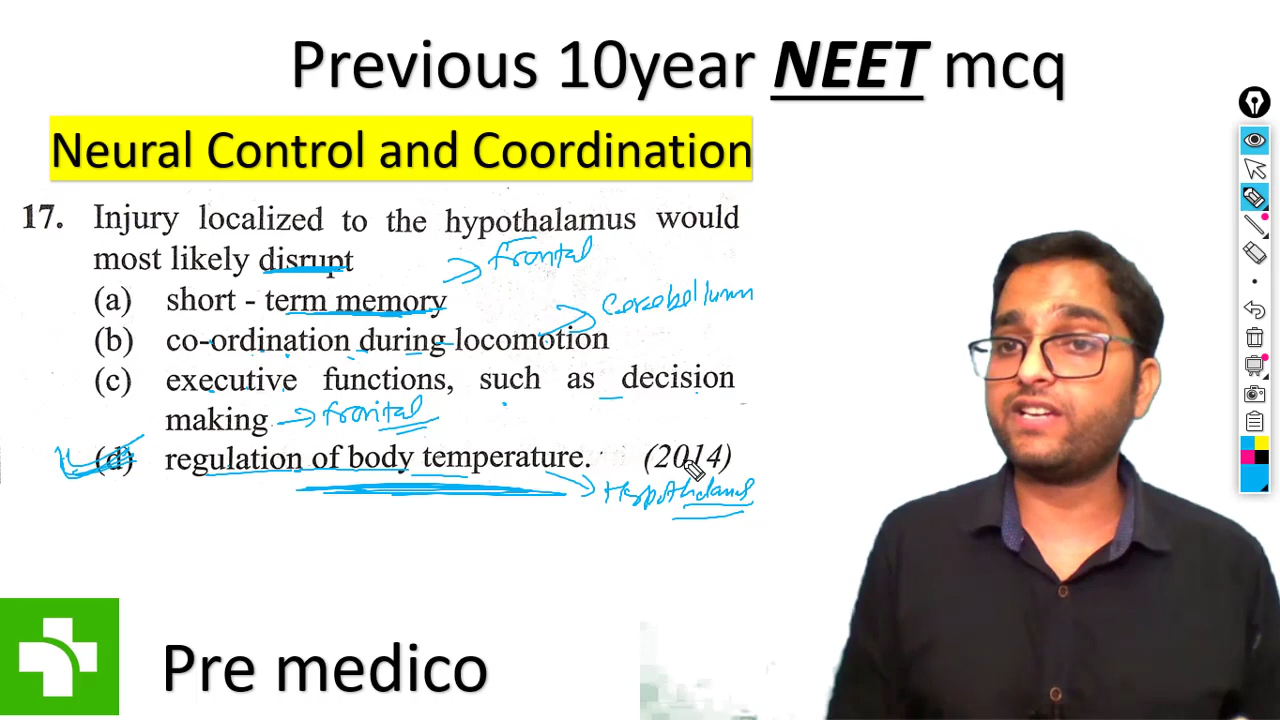 Previous 10year NEET mcq
Neural Control and Coordination
17. Injury localized to the hypothalamus would
most likely disrupt
Frontal
(a) short - term memory
Cerebellum
(b) co-ordination during locomotion
(c) executive functions, such as decision
making → frontal
(d) regulation of body temperature. (2014)
Hypothalamus
Pre medico